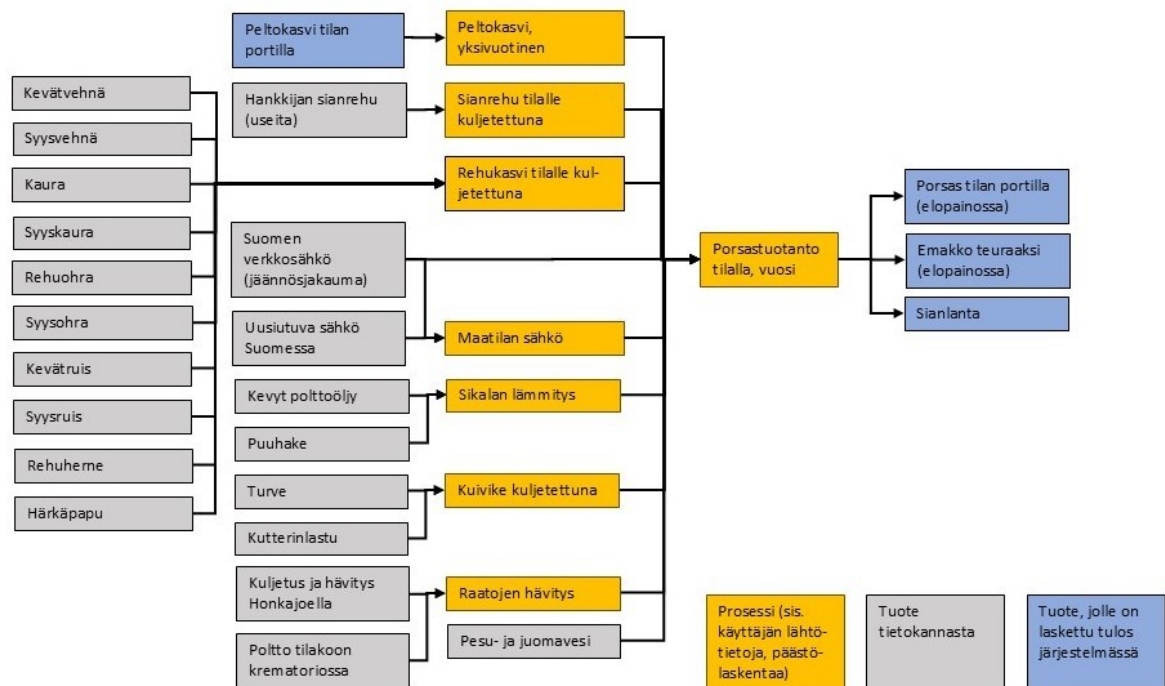 Kevätvehnä
Syysvehnä
Kaura
Syyskaura
Rehuohra
Syysohra
Kevätruis
Syysruis
Rehuherne
Härkäpapu
Peltokasvi tilan
portilla
Hankkijan sianrehu
(useita)
Suomen
verkkosähkö
(jäännösjakauma)
Uusiutuva sähkö
Suomessa
Kevyt polttoöljy
Puuhake
Turve
Kutterinlastu
Kuljetus ja hävitys
Honkajoella
Poltto tilakoon
krematoriossa
Peltokasvi,
yksivuotinen
Sianrehu tilalle
kuljetettuna
Rehukasvi tilalle kul-
jetettuna
Maatilan sähkö
Sikalan lämmitys
Kuivike kuljetettuna
Raatojen hävitys
Pesu- ja juomavesi
Porsastuotanto
tilalla, vuosi
Porsas tilan portilla
(elopainossa)
Emakko teuraaksi
(elopainossa)
Sianlanta
Prosessi (sis.
käyttäjän lähtö-
tietoja, päästö-
laskentaa)
Tuote
tietokannasta
Tuote, jolle on
laskettu tulos
järjestelmässä